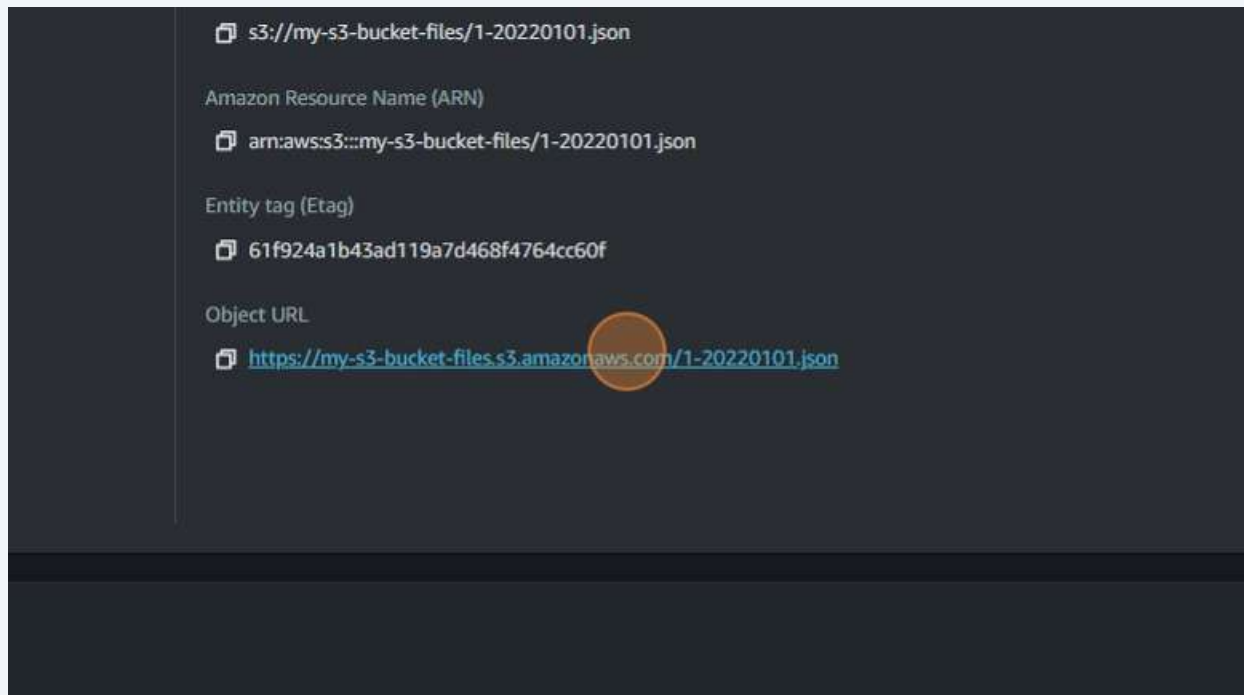 s3://my-s3-bucket-files/1-20220101.json
Amazon Resource Name (ARN)
arn:aws:s3:::my-s3-bucket-files/1-20220101.json
Entity tag (Etag)
61f924a1b43ad119a7d468f4764cc60f
Object URL
https://my-s3-bucket-files.s3.amazonaws.com/1-20220101.json